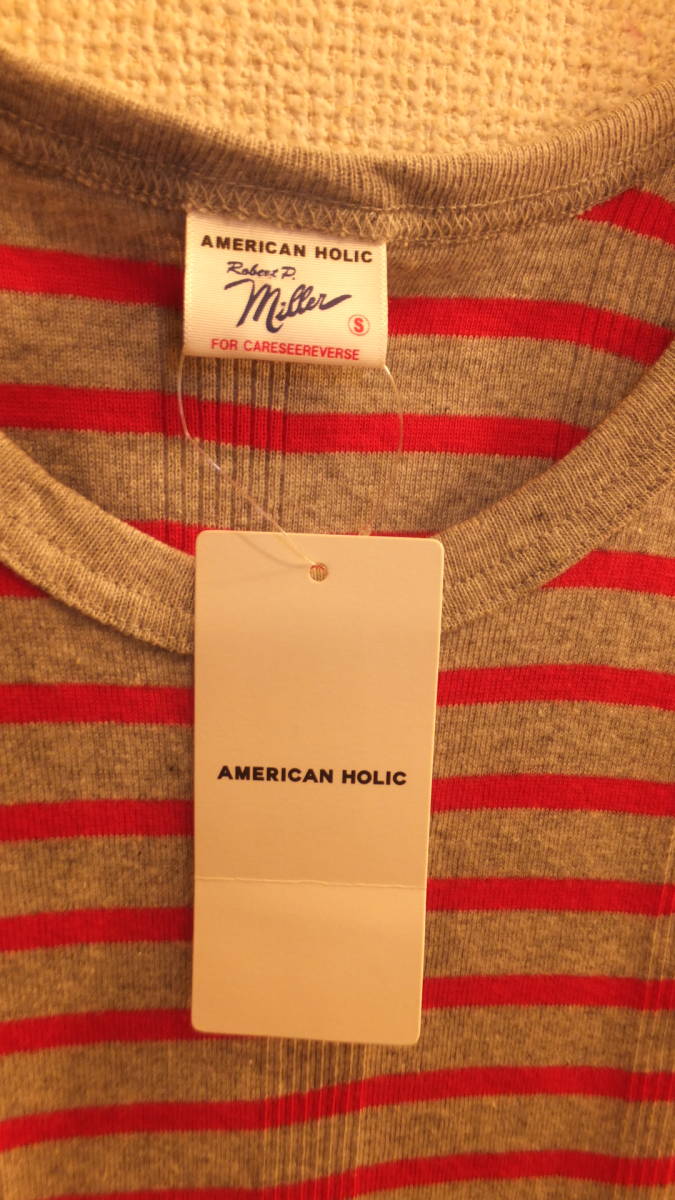 AMERICAN HOLIC
Robert P.
Miller
S
FOR CARESEEREVERSE
AMERICAN HOLIC